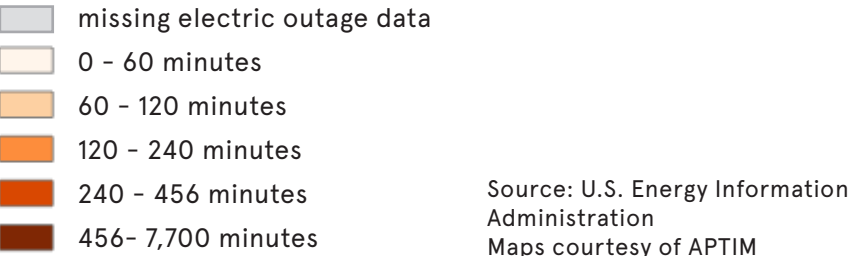 missing electric outage data
0 - 60 minutes
60 - 120 minutes
120 - 240 minutes
240 - 456 minutes
456- 7,700 minutes
Source: U.S. Energy Information
Administration
Maps courtesy of APTIM